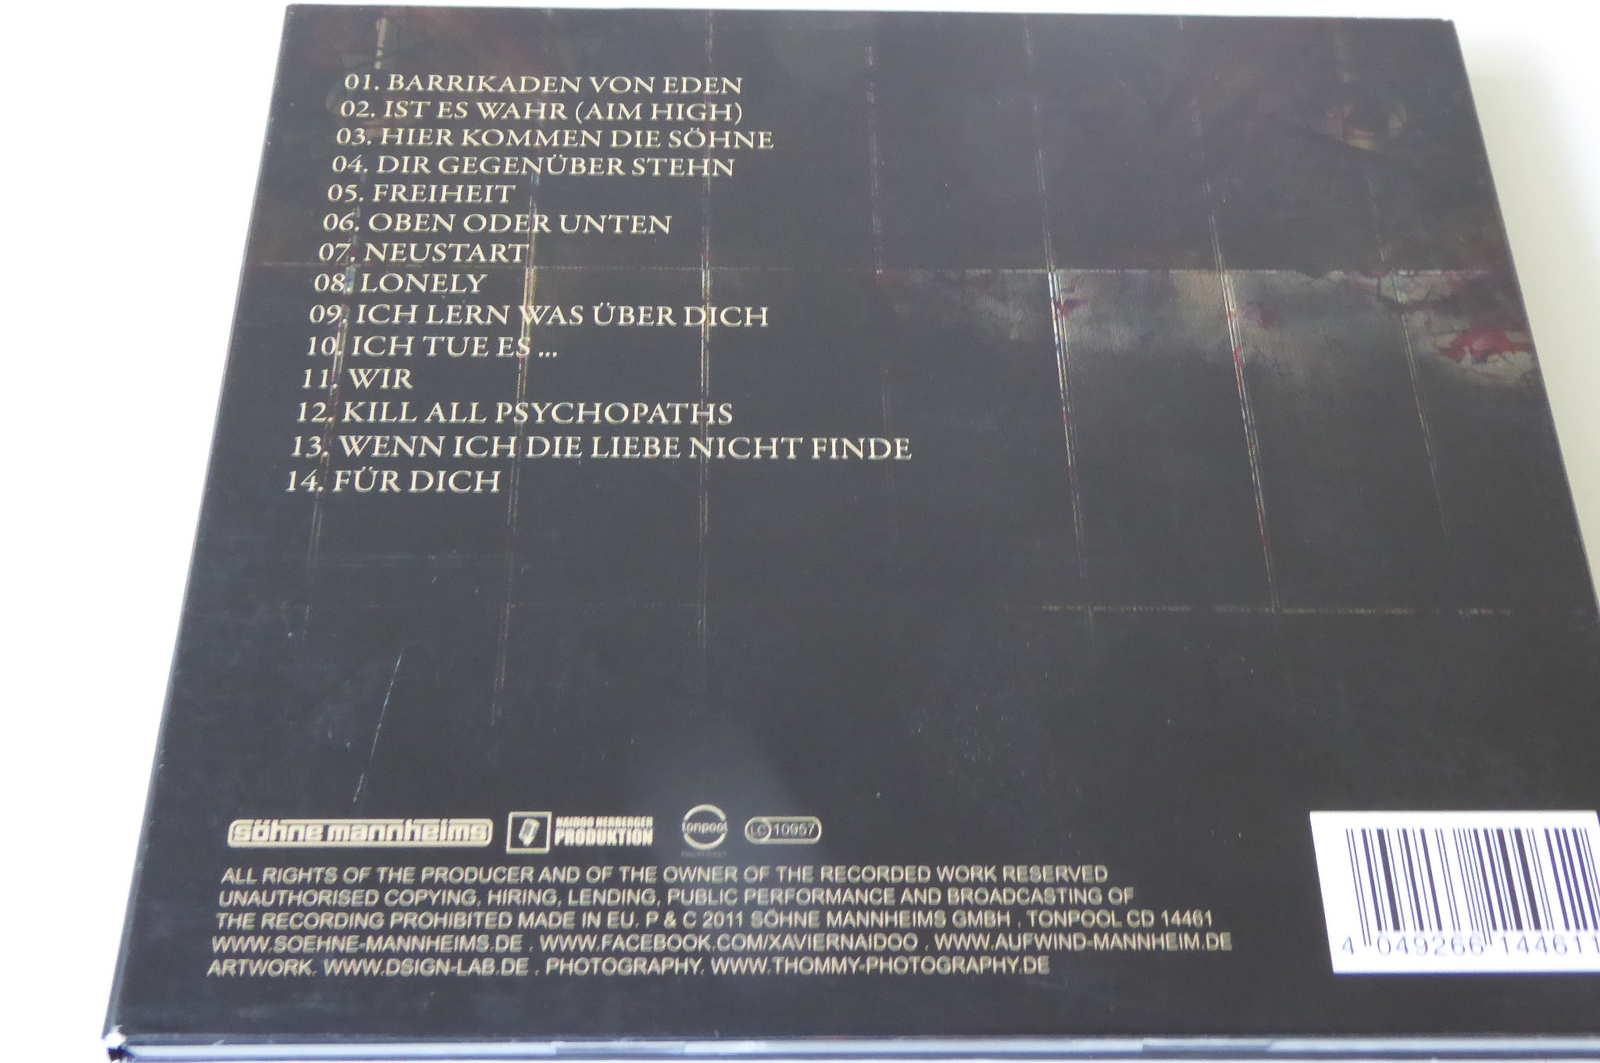 01. BARRIKADEN VON EDEN
02. IST ES WAHR (AIM HIGH)
03. HIER KOMMEN DIE SÖHNE
04. DIR GEGENÜBER STEHN
05. FREIHEIT
06. OBEN ODER UNTEN
07. NEUSTART
08. LONELY
09. ICH LERN WAS ÜBER DICH
10. ICH TUE ES ...
11. WIR
12. KILL ALL PSYCHOPATHS
13. WENN ICH DIE LIEBE NICHT FINDE
14. FÜR DICH
söhne mannheims
NAIDOO HERBERGER
PRODUKTION
tonpool
LC 10957
ALL RIGHTS OF THE PRODUCER AND OF THE OWNER OF THE RECORDED WORK RESERVED
UNAUTHORISED COPYING, HIRING, LENDING, PUBLIC PERFORMANCE AND BROADCASTING OF
THE RECORDING PROHIBITED MADE IN EU. P & C 2011 SÖHNE MANNHEIMS GMBH . TONPOOL CD 14461
WWW.SOEHNE-MANNHEIMS.DE . WWW.FACEBOOK.COM/XAVIERNAIDOO . WWW.AUFWIND-MANNHEIM.DE
ARTWORK. WWW.DSIGN-LAB.DE . PHOTOGRAPHY. WWW.THOMMY-PHOTOGRAPHY.DE
4 049266 144611